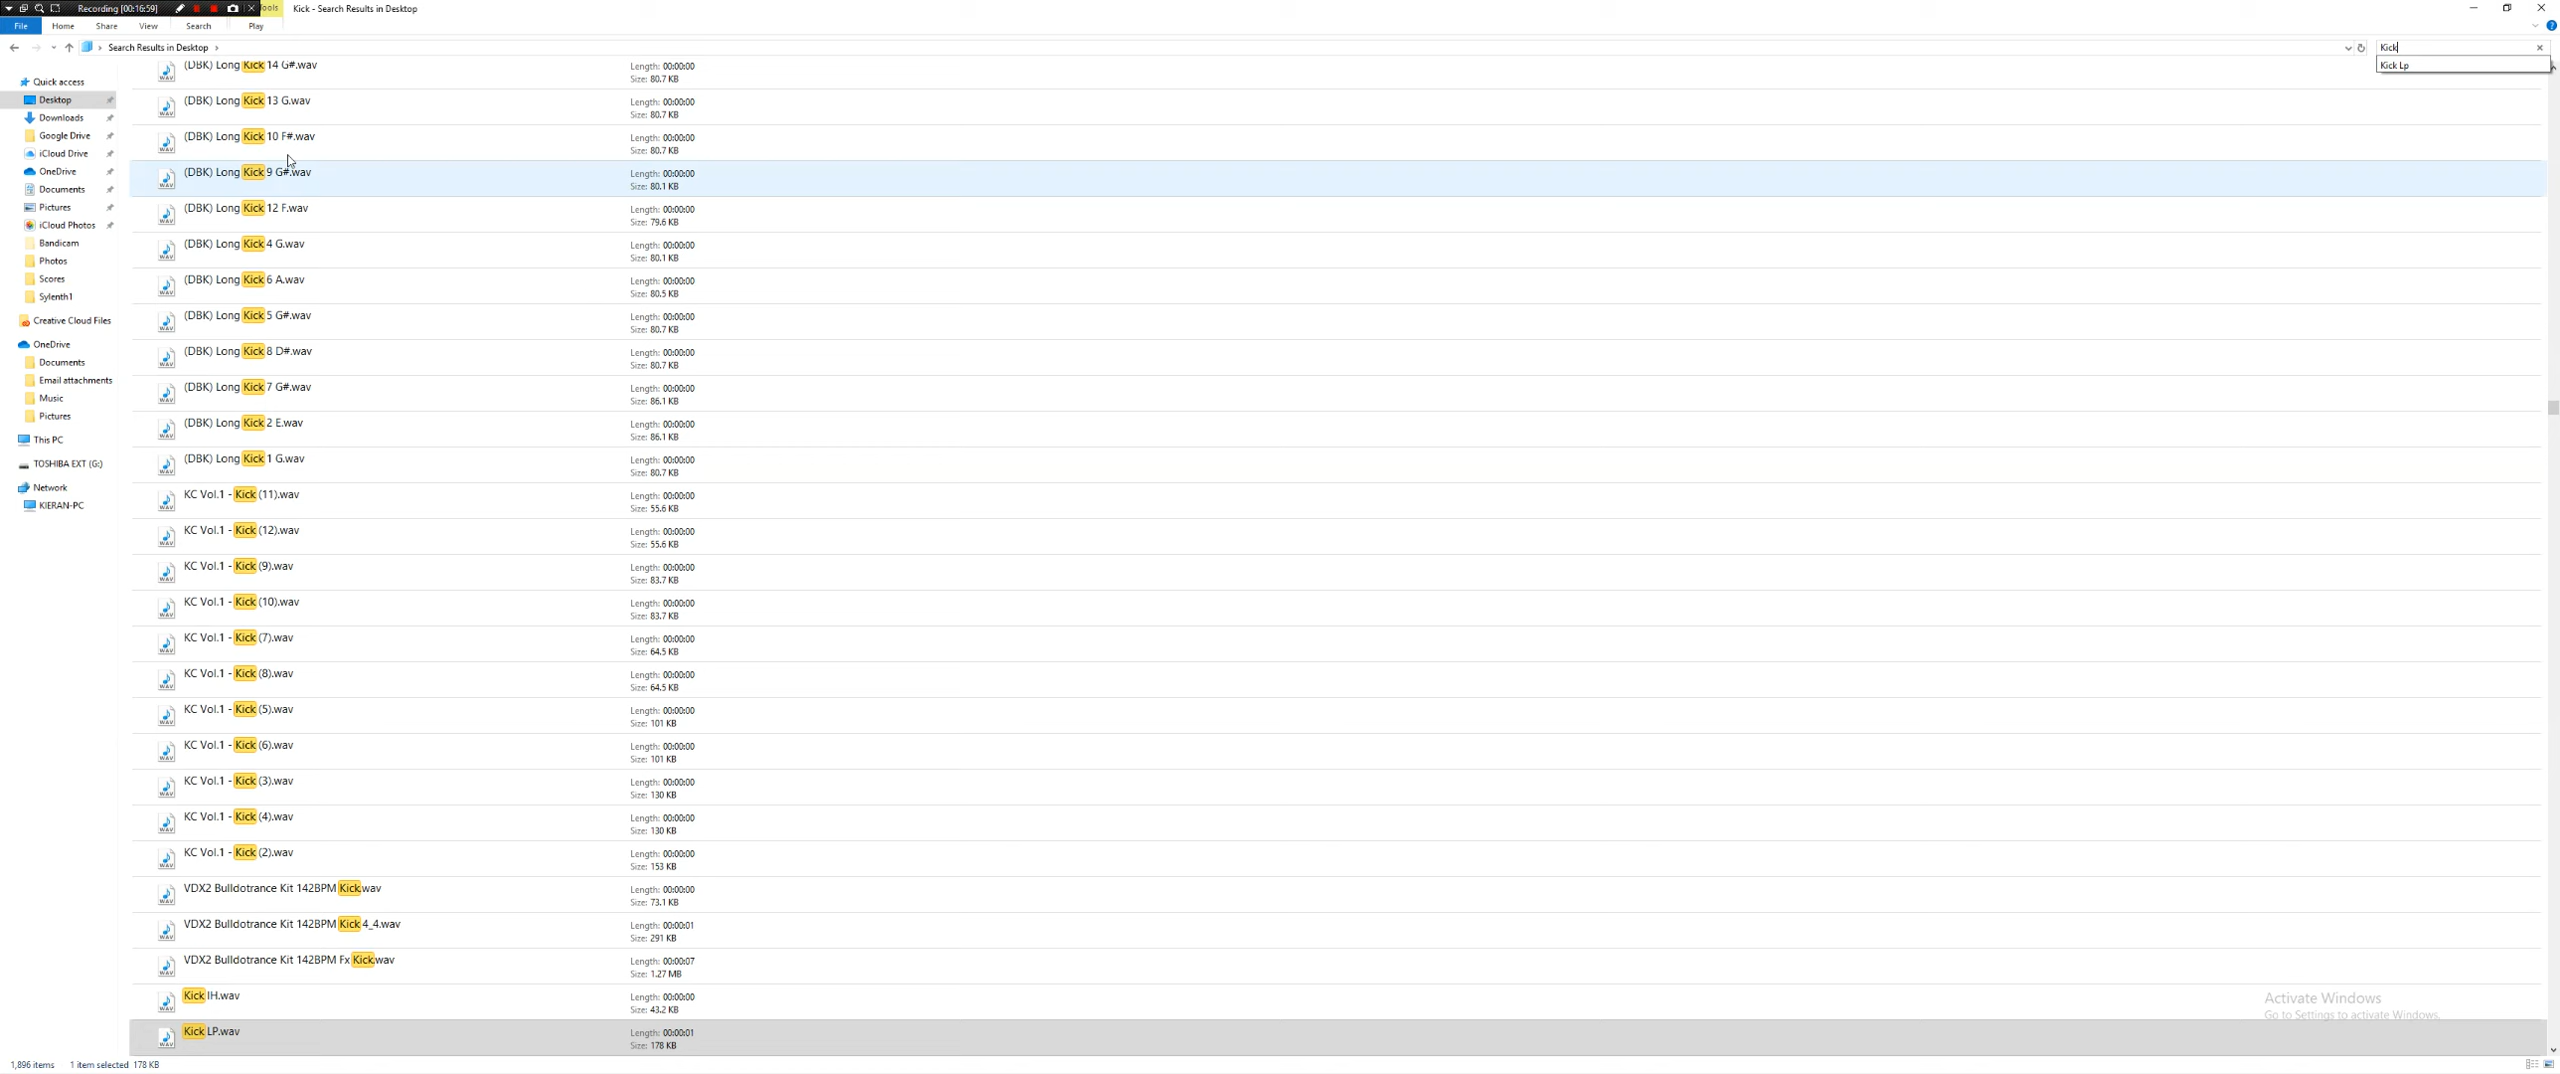 Recording [00:16:59]
ools
Kick - Search Results in Desktop
File Home Share View Search Play
Search Results in Desktop
Kick
Kick Lp
Quick access
Desktop
Downloads
Google Drive
iCloud Drive
OneDrive
Documents
Pictures
iCloud Photos
Bandicam
Photos
Scores
Sylenth1
Creative Cloud Files
OneDrive
Documents
Email attachments
Music
Pictures
This PC
TOSHIBA EXT (G:)
Network
KIERAN-PC
(DBK) Long Kick 14 G#.wav
Length: 00:00:00
Size: 80.7 KB
(DBK) Long Kick 13 G.wav
Length: 00:00:00
Size: 80.7 KB
(DBK) Long Kick 10 F#.wav
Length: 00:00:00
Size: 80.7 KB
(DBK) Long Kick 9 G#.wav
Length: 00:00:00
Size: 80.1 KB
(DBK) Long Kick 12 F.wav
Length: 00:00:00
Size: 79.6 KB
(DBK) Long Kick 4 G.wav
Length: 00:00:00
Size: 80.1 KB
(DBK) Long Kick 6 A.wav
Length: 00:00:00
Size: 80.5 KB
(DBK) Long Kick 5 G#.wav
Length: 00:00:00
Size: 80.7 KB
(DBK) Long Kick 8 D#.wav
Length: 00:00:00
Size: 80.7 KB
(DBK) Long Kick 7 G#.wav
Length: 00:00:00
Size: 86.1 KB
(DBK) Long Kick 2 E.wav
Length: 00:00:00
Size: 86.1 KB
(DBK) Long Kick 1 G.wav
Length: 00:00:00
Size: 80.7 KB
KC Vol.1 - Kick (11).wav
Length: 00:00:00
Size: 55.6 KB
KC Vol.1 - Kick (12).wav
Length: 00:00:00
Size: 55.6 KB
KC Vol.1 - Kick (9).wav
Length: 00:00:00
Size: 83.7 KB
KC Vol.1 - Kick (10).wav
Length: 00:00:00
Size: 83.7 KB
KC Vol.1 - Kick (7).wav
Length: 00:00:00
Size: 64.5 KB
KC Vol.1 - Kick (8).wav
Length: 00:00:00
Size: 64.5 KB
KC Vol.1 - Kick (5).wav
Length: 00:00:00
Size: 101 KB
KC Vol.1 - Kick (6).wav
Length: 00:00:00
Size: 101 KB
KC Vol.1 - Kick (3).wav
Length: 00:00:00
Size: 130 KB
KC Vol.1 - Kick (4).wav
Length: 00:00:00
Size: 130 KB
KC Vol.1 - Kick (2).wav
Length: 00:00:00
Size: 153 KB
VDX2 Bulldotrance Kit 142BPM Kick.wav
Length: 00:00:00
Size: 73.1 KB
VDX2 Bulldotrance Kit 142BPM Kick 4_4.wav
Length: 00:00:01
Size: 291 KB
VDX2 Bulldotrance Kit 142BPM Fx Kick.wav
Length: 00:00:07
Size: 1.27 MB
Kick IH.wav
Length: 00:00:00
Size: 43.2 KB
Kick LP.wav
Length: 00:00:01
Size: 178 KB
Activate Windows
Go to Settings to activate Windows.
1,896 items 1 item selected 178 KB